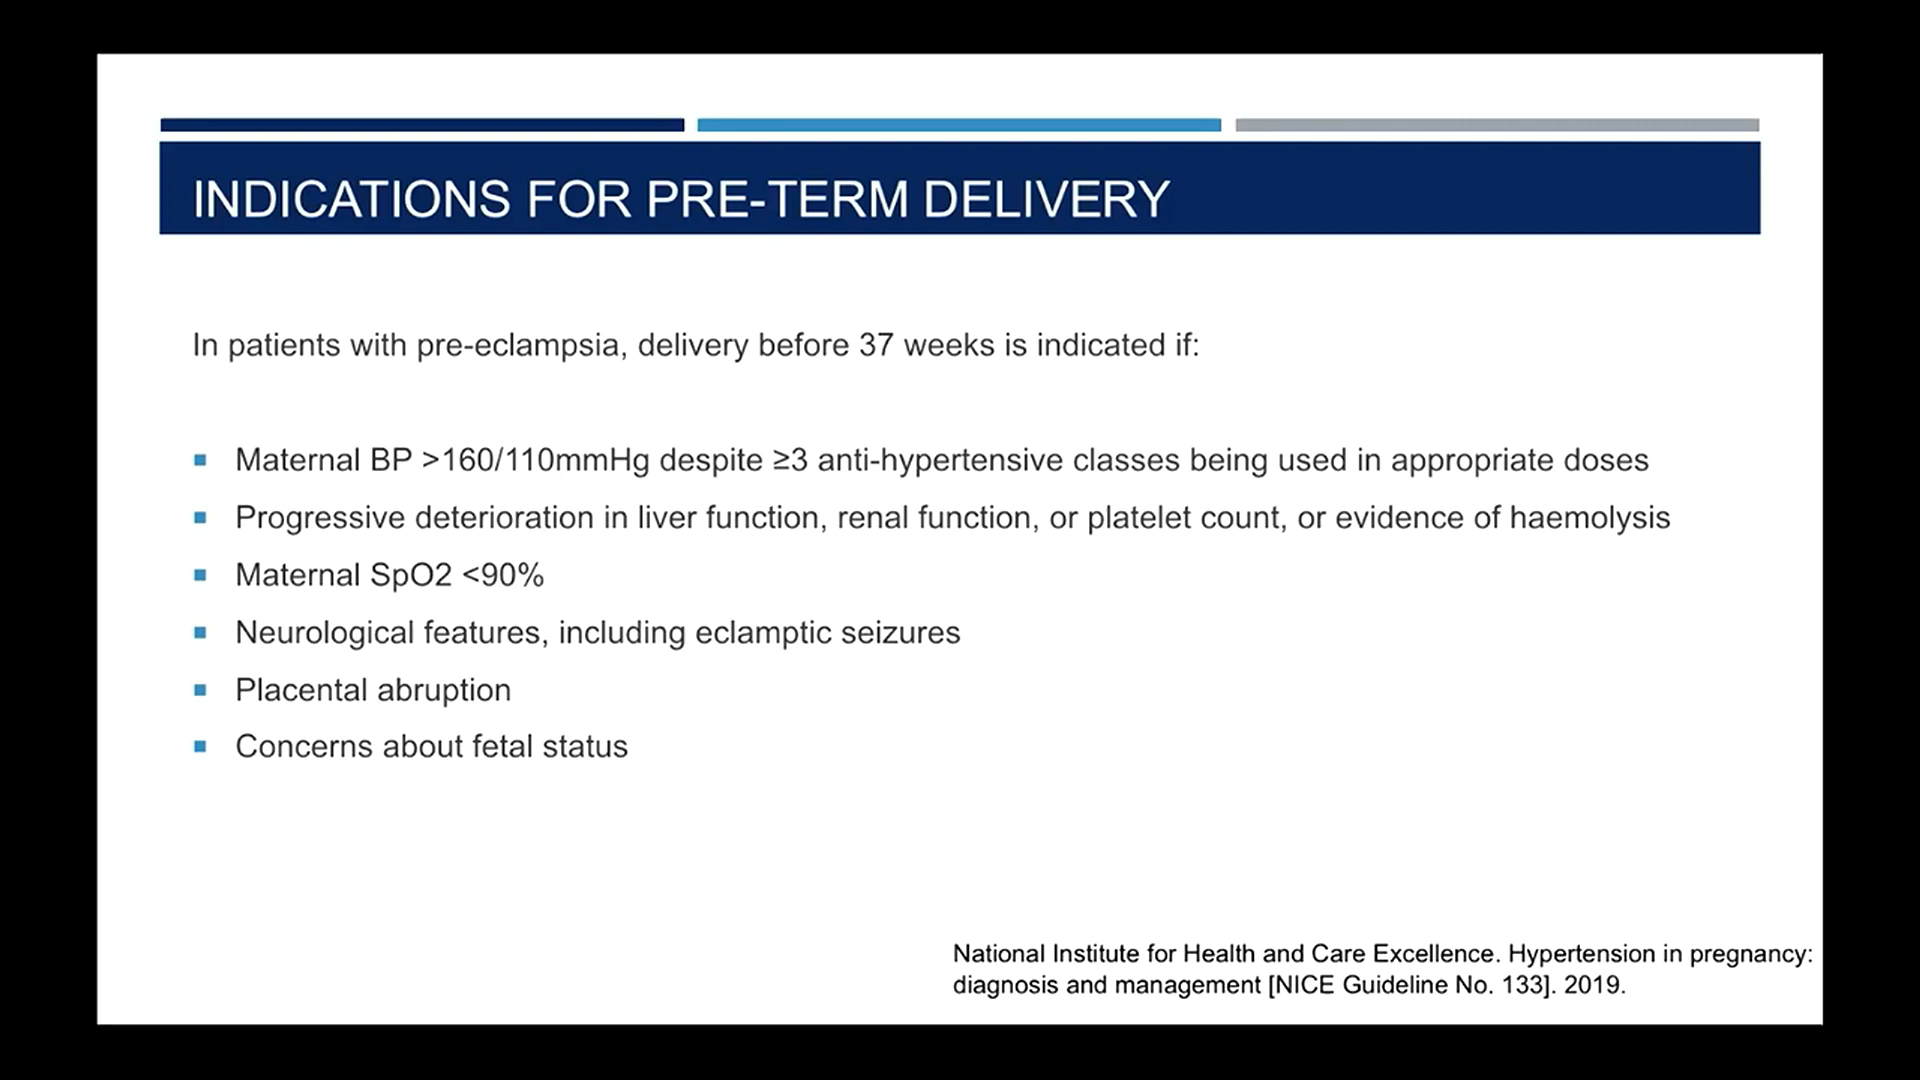 INDICATIONS FOR PRE-TERM DELIVERY
In patients with pre-eclampsia, delivery before 37 weeks is indicated if:
Maternal BP >160/110mmHg despite ≥3 anti-hypertensive classes being used in appropriate doses
Progressive deterioration in liver function, renal function, or platelet count, or evidence of haemolysis
Maternal SpO2 <90%
Neurological features, including eclamptic seizures
Placental abruption
Concerns about fetal status
National Institute for Health and Care Excellence. Hypertension in pregnancy:
diagnosis and management [NICE Guideline No. 133]. 2019.